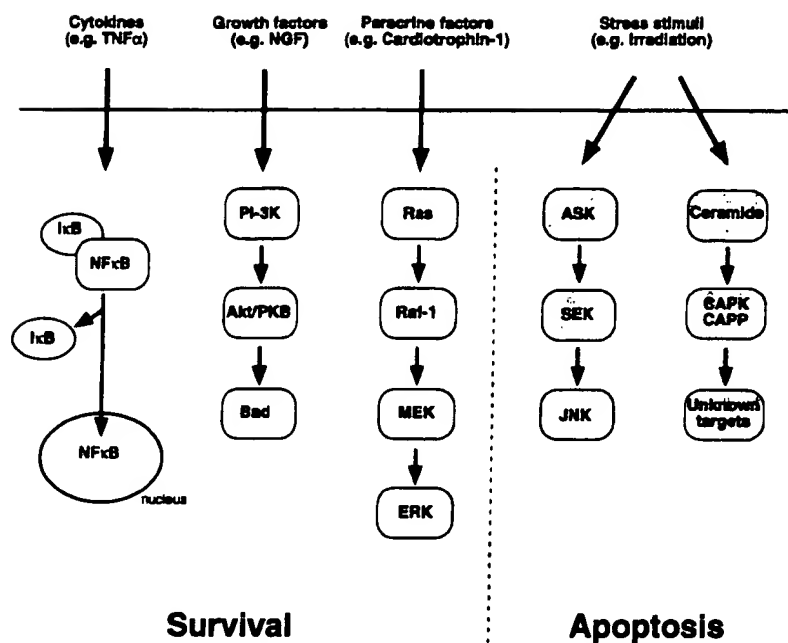 Cytokines
(e.g. TNFα)
Growth factors
(e.g. NGF)
Paracrine factors
(e.g. Cardiotrophin-1)
Stress stimuli
(e.g. irradiation)
IκB
NFκB
IκB
NFκB
nucleus
PI-3K
Akt/PKB
Bad
Ras
Raf-1
MEK
ERK
ASK
SEK
JNK
Ceramide
CAPK
CAPP
Unknown
targets
Survival
Apoptosis